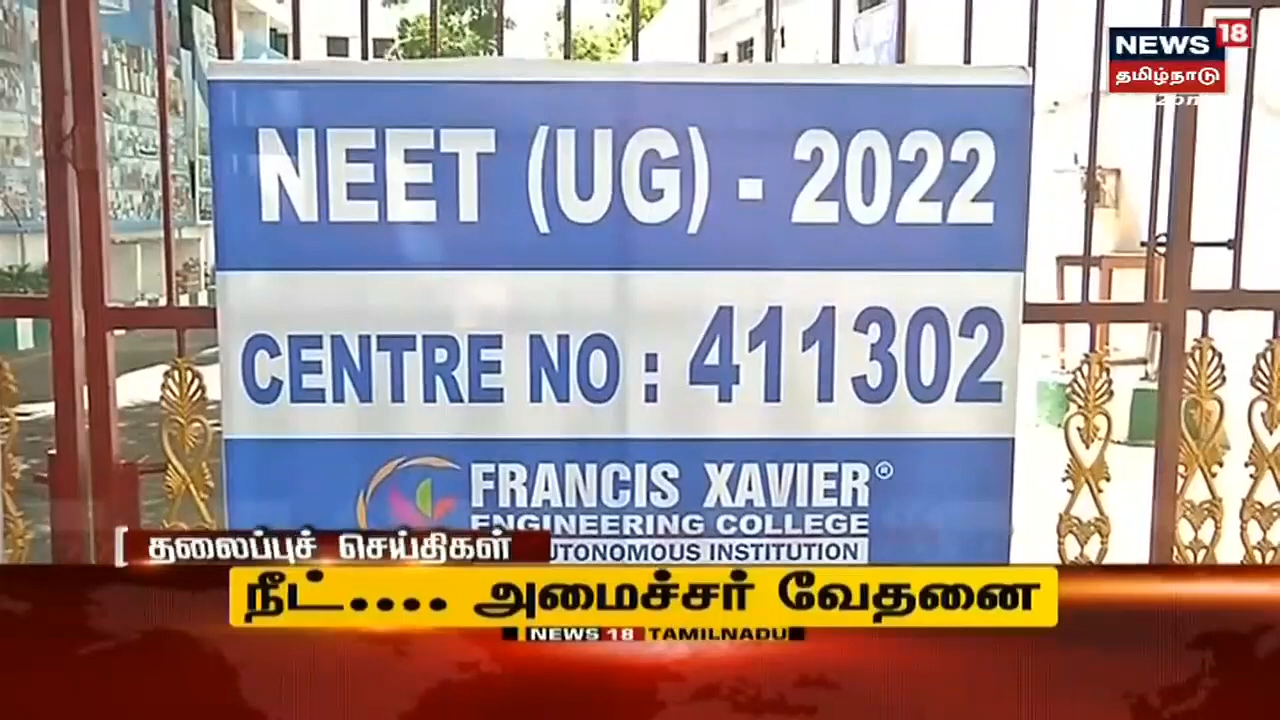 NEWS 18
தமிழ்நாடு
NEET (UG) - 2022
CENTRE NO : 411302
FRANCIS XAVIER®
ENGINEERING COLLEGE
UTONOMOUS INSTITUTION
[ தலைப்புச் செய்திகள்
நீட்.... அமைச்சர் வேதனை
NEWS 18 TAMILNADU